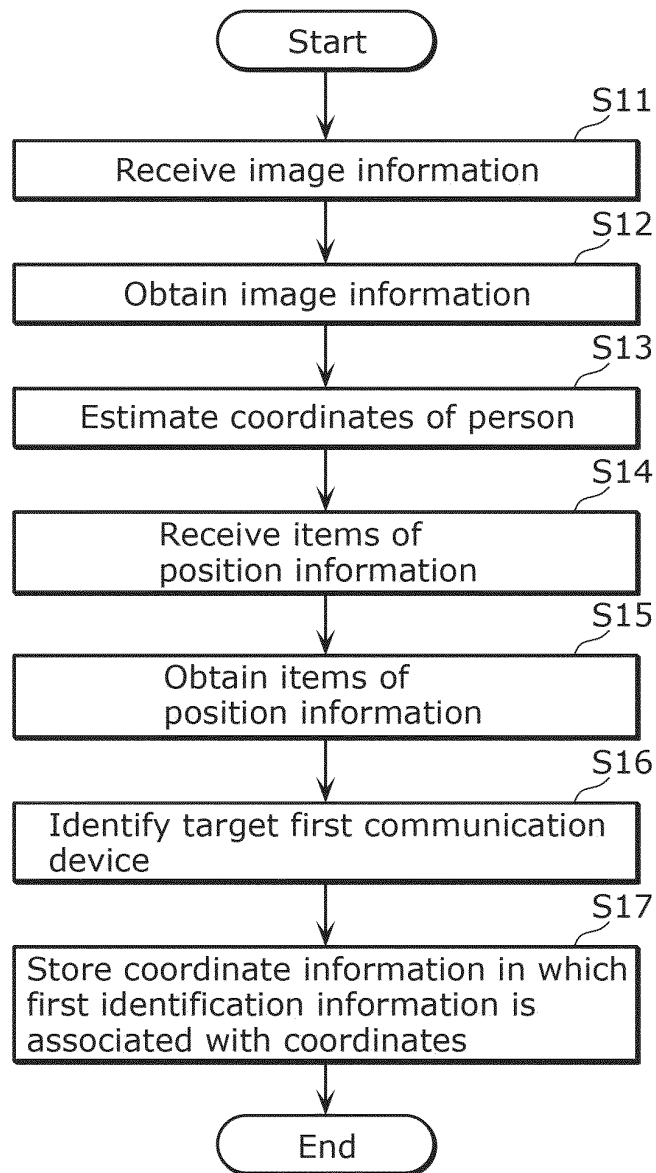 Start
S11
Receive image information
S12
Obtain image information
S13
Estimate coordinates of person
S14
Receive items of
position information
S15
Obtain items of
position information
S16
Identify target first communication
device
S17
Store coordinate information in which
first identification information is
associated with coordinates
End